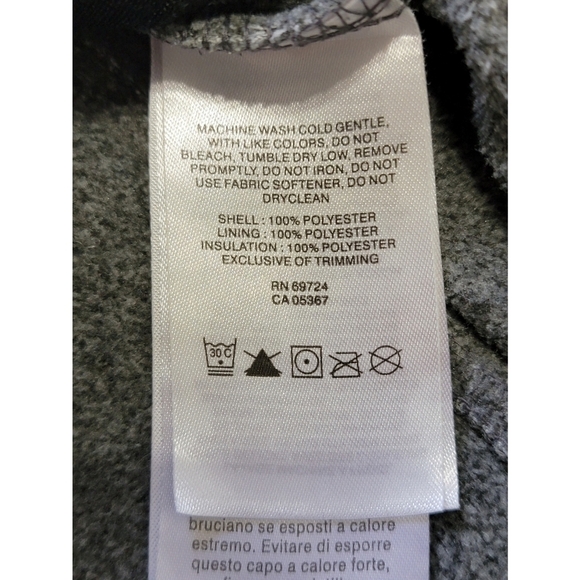 MACHINE WASH COLD GENTLE,
WITH LIKE COLORS, DO NOT
BLEACH, TUMBLE DRY LOW, REMOVE
PROMPTLY, DO NOT IRON, DO NOT
USE FABRIC SOFTENER, DO NOT
DRYCLEAN
SHELL : 100% POLYESTER
LINING : 100% POLYESTER
INSULATION : 100% POLYESTER
EXCLUSIVE OF TRIMMING
RN 69724
CA 05367
30 C
bruciano se esposti a calore
estremo. Evitare di esporre
questo capo a calore forte,